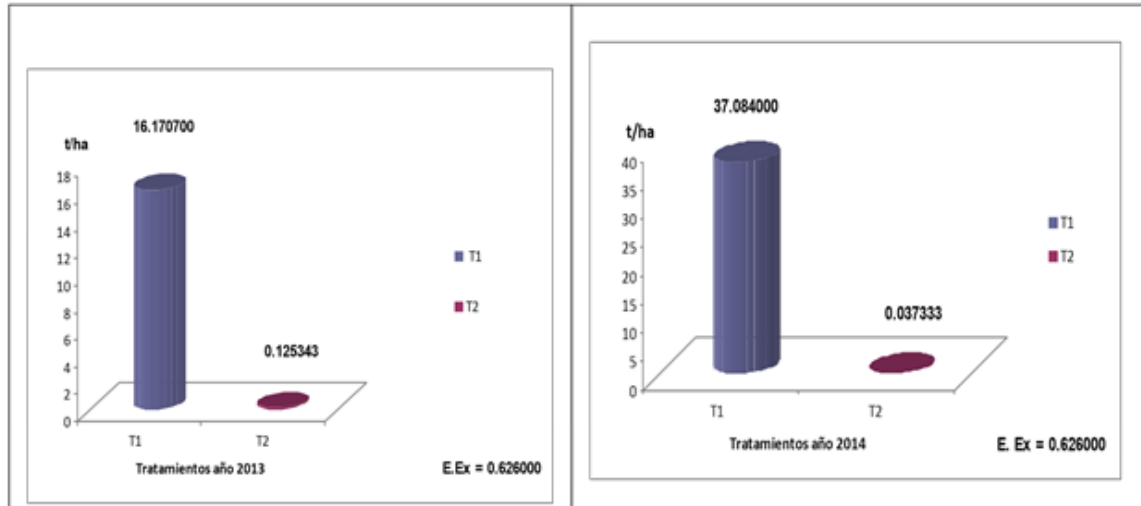 16.170700
t/ha
18
16
14
12
10
8
6
4
2
0
0.125343
T1
T2
T1
T2
Tratamientos año 2013
E.Ex = 0.626000
37.084000
t/ha
40
35
30
25
20
15
10
5
0
0.037333
T1
T2
T1
T2
Tratamientos año 2014
E. Ex = 0.626000